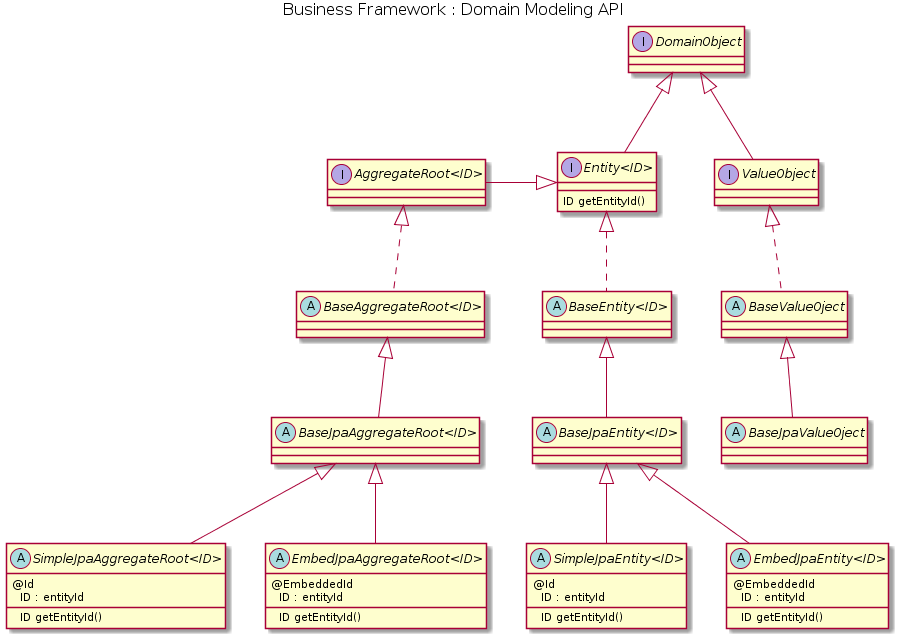 Business Framework : Domain Modeling API
I DomainObject
I AggregateRoot<ID>
I Entity<ID>
ID getEntityId()
I ValueObject
A BaseAggregateRoot<ID>
A BaseEntity<ID>
A BaseValueOject
A BaseJpaAggregateRoot<ID>
A BaseJpaEntity<ID>
A BaseJpaValueOject
A SimpleJpaAggregateRoot<ID>
@Id
ID : entityId
ID getEntityId()
A EmbedJpaAggregateRoot<ID>
@EmbeddedId
ID : entityId
ID getEntityId()
A SimpleJpaEntity<ID>
@Id
ID : entityId
ID getEntityId()
A EmbedJpaEntity<ID>
@EmbeddedId
ID : entityId
ID getEntityId()